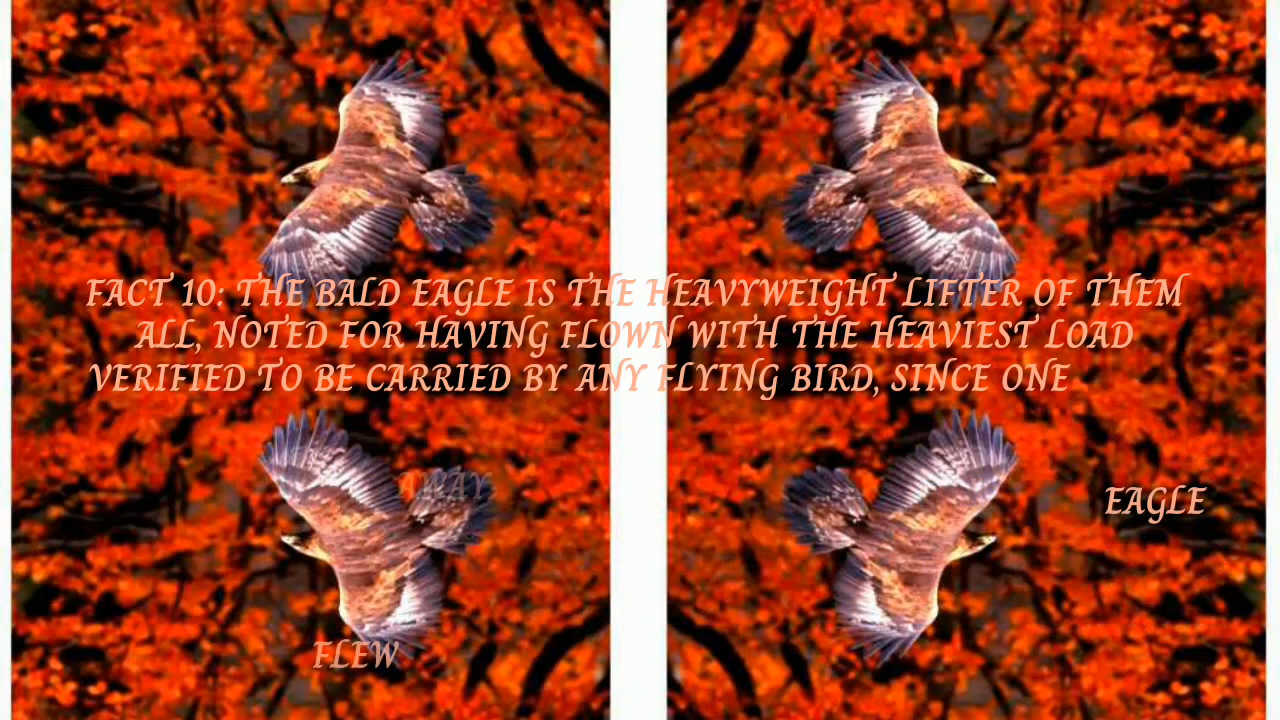 FACT 10: THE BALD EAGLE IS THE HEAVYWEIGHT LIFTER OF THEM
ALL, NOTED FOR HAVING FLOWN WITH THE HEAVIEST LOAD
VERIFIED TO BE CARRIED BY ANY FLYING BIRD, SINCE ONE
AWAY
EAGLE
FLEW